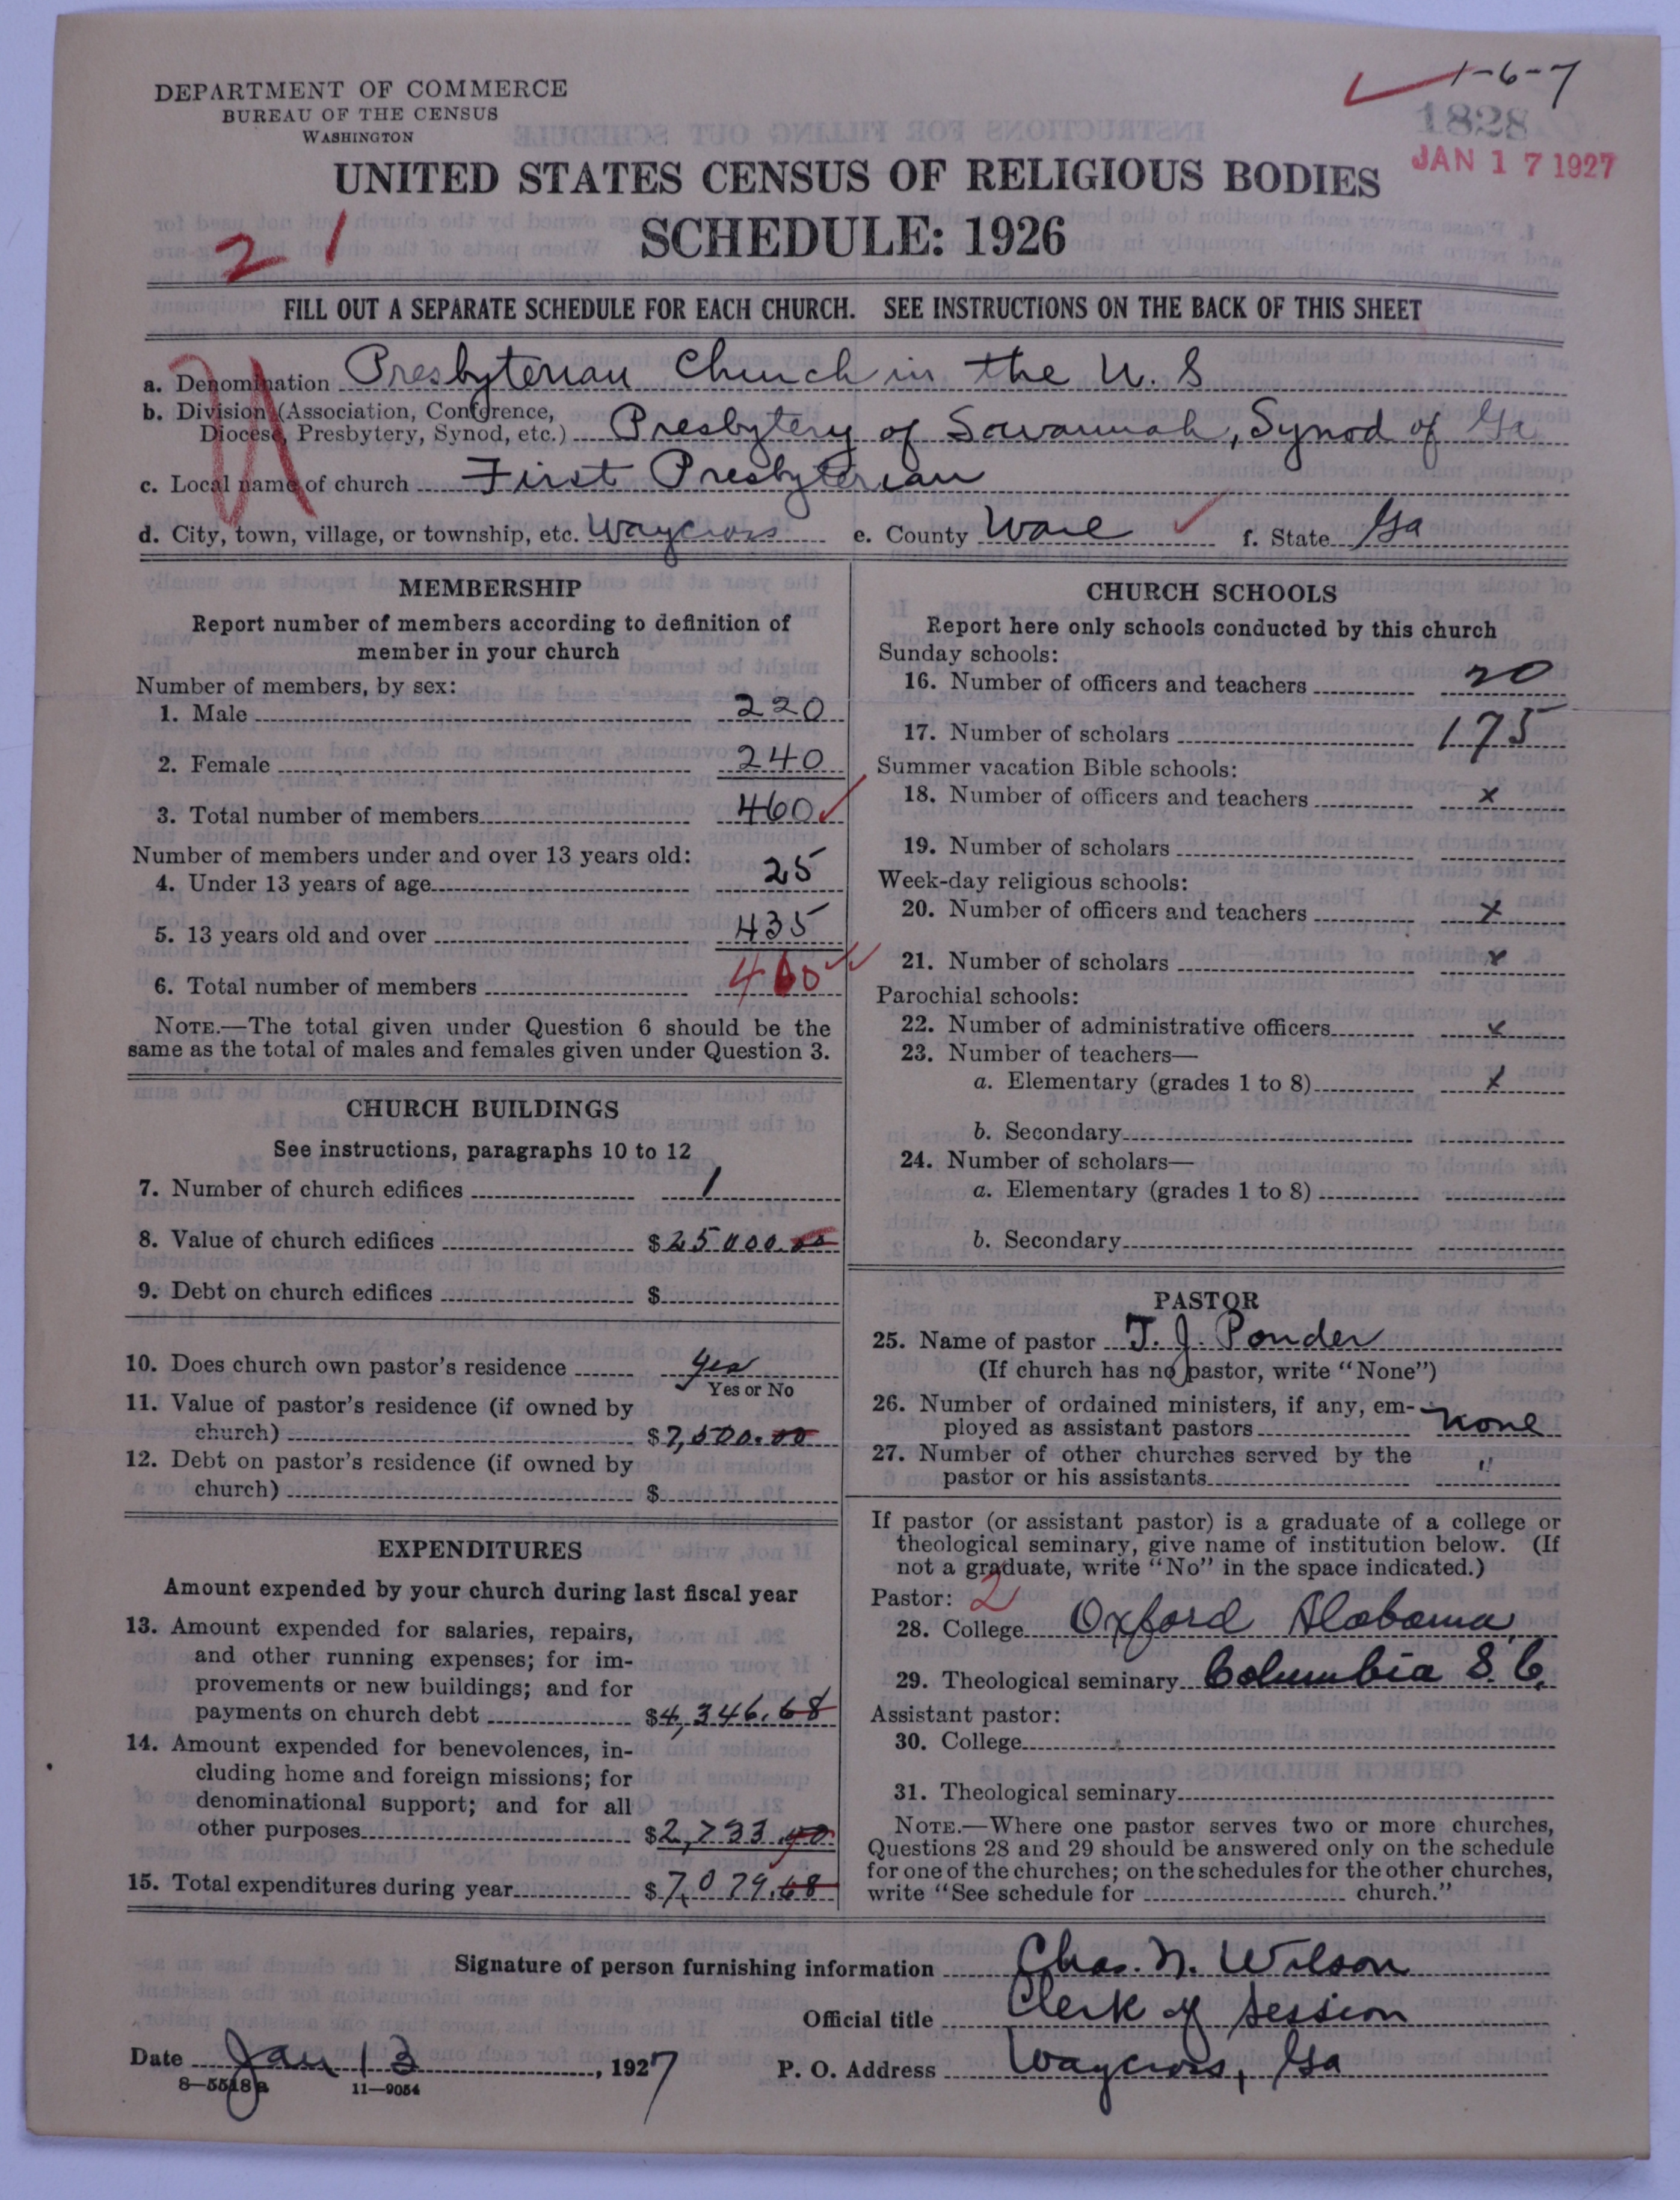 1-6-7
DEPARTMENT OF COMMERCE
BUREAU OF THE CENSUS
WASHINGTON
1828
JAN 17 1927
UNITED STATES CENSUS OF RELIGIOUS BODIES
SCHEDULE: 1926
21
FILL OUT A SEPARATE SCHEDULE FOR EACH CHURCH. SEE INSTRUCTIONS ON THE BACK OF THIS SHEET
a. Denomination Presbyterian Church in the U. S
b. Division (Association, Conference,
Diocese, Presbytery, Synod, etc.) Presbytery of Savannah, Synod of Ga
c. Local name of church First Presbyterian
d. City, town, village, or township, etc. Waycross e. County Ware f. State Ga
MEMBERSHIP
Report number of members according to definition of
member in your church
Number of members, by sex:
1. Male 220
2. Female 240
3. Total number of members 460
Number of members under and over 13 years old:
4. Under 13 years of age 25
5. 13 years old and over 435
6. Total number of members 460
NOTE.—The total given under Question 6 should be the
same as the total of males and females given under Question 3.
CHURCH BUILDINGS
See instructions, paragraphs 10 to 12
7. Number of church edifices 1
8. Value of church edifices $25000.00
9. Debt on church edifices $
10. Does church own pastor's residence yes
Yes or No
11. Value of pastor's residence (if owned by
church) $7,500.00
12. Debt on pastor's residence (if owned by
church) $
EXPENDITURES
Amount expended by your church during last fiscal year
13. Amount expended for salaries, repairs,
and other running expenses; for im-
provements or new buildings; and for
payments on church debt $4,346.68
14. Amount expended for benevolences, in-
cluding home and foreign missions; for
denominational support; and for all
other purposes $2,733.40
15. Total expenditures during year $7,079.68
CHURCH SCHOOLS
Report here only schools conducted by this church
Sunday schools:
16. Number of officers and teachers 20
17. Number of scholars 175
Summer vacation Bible schools:
18. Number of officers and teachers x
19. Number of scholars
Week-day religious schools:
20. Number of officers and teachers x
21. Number of scholars x
Parochial schools:
22. Number of administrative officers x
23. Number of teachers—
a. Elementary (grades 1 to 8) x
b. Secondary
24. Number of scholars—
a. Elementary (grades 1 to 8)
b. Secondary
PASTOR
25. Name of pastor T. J. Ponder
(If church has no pastor, write "None")
26. Number of ordained ministers, if any, em-
ployed as assistant pastors none
27. Number of other churches served by the
pastor or his assistants "
If pastor (or assistant pastor) is a graduate of a college or
theological seminary, give name of institution below. (If
not a graduate, write "No" in the space indicated.)
Pastor: 2
28. College Oxford Alabama,
29. Theological seminary Columbia S. C.
Assistant pastor:
30. College
31. Theological seminary
NOTE.—Where one pastor serves two or more churches,
Questions 28 and 29 should be answered only on the schedule
for one of the churches; on the schedules for the other churches,
write "See schedule for church."
Signature of person furnishing information Chas. N. Wilson
Official title Clerk of Session
Date Jan 13, 1927 P. O. Address Waycross, Ga
8—5518 a 11—9054